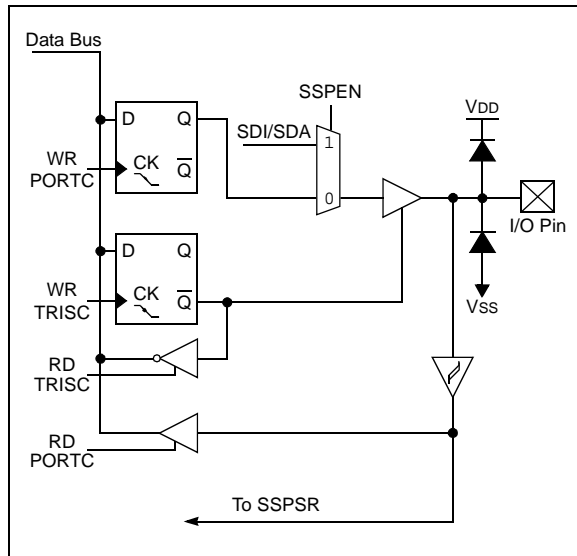 Data Bus
SSPEN
VDD
D Q
SDI/SDA
1
WR
PORTC
CK
Q
0
I/O Pin
D Q
VSS
WR
TRISC
CK
Q
RD
TRISC
RD
PORTC
To SSPSR